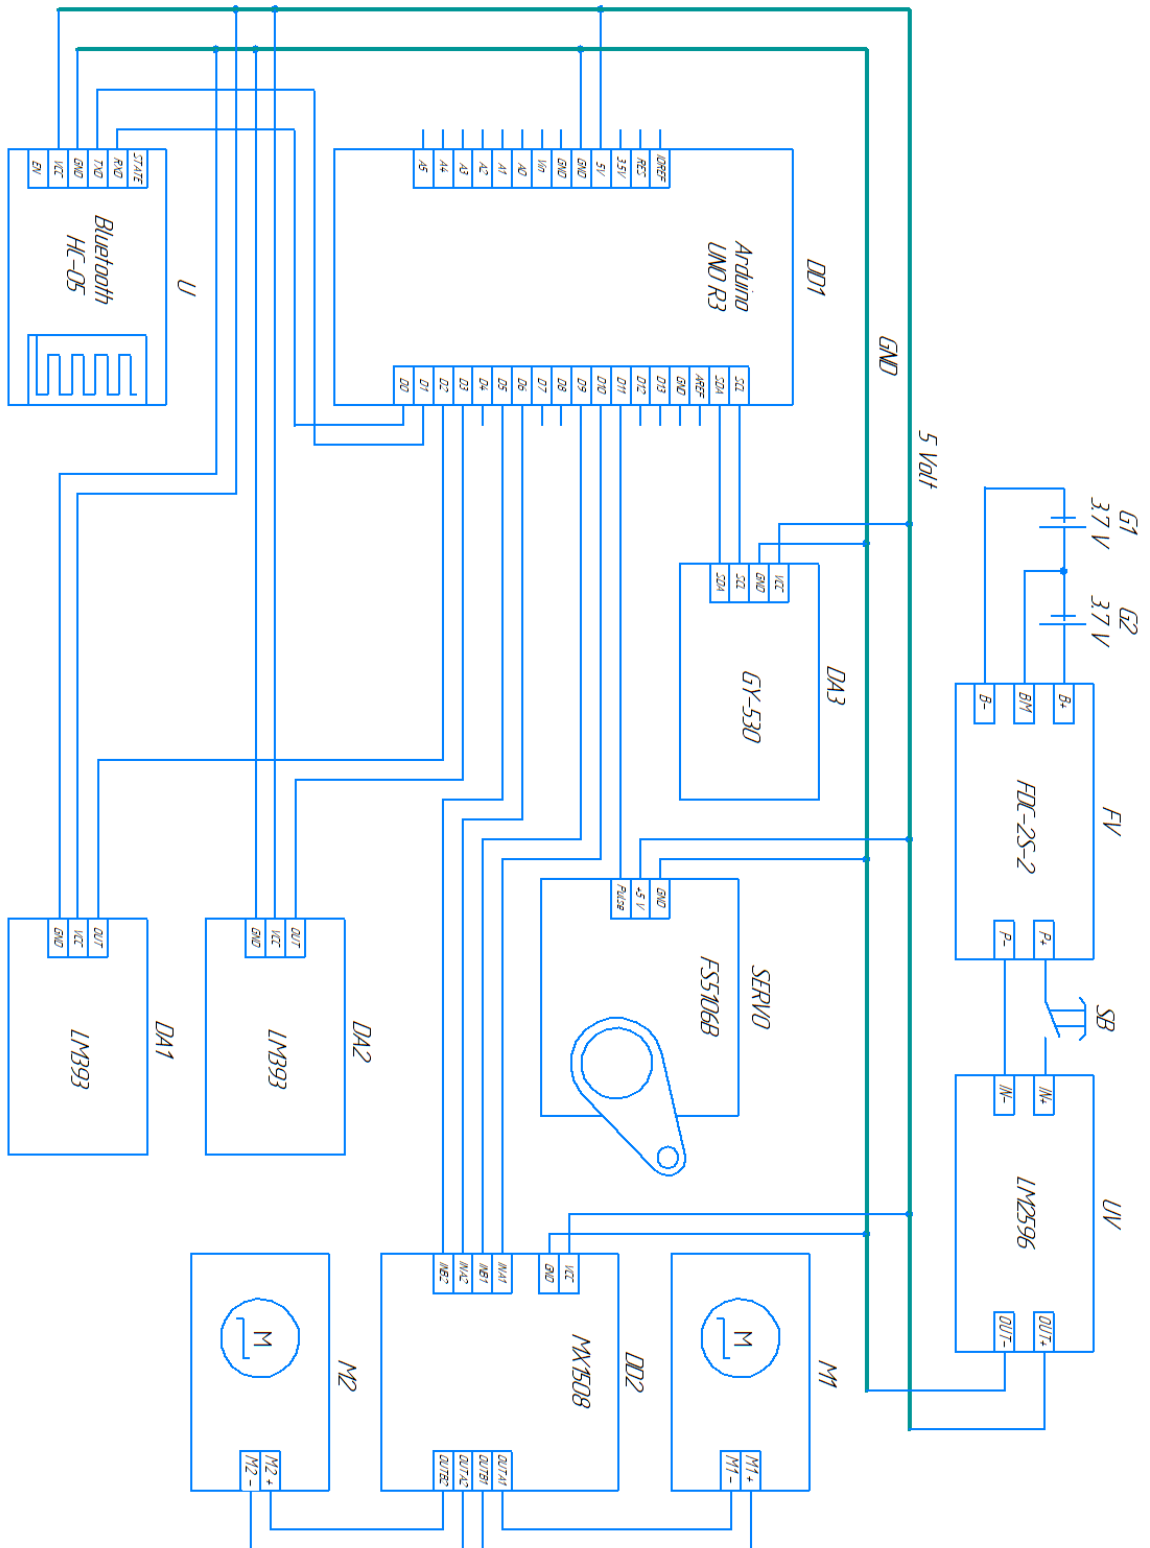 G1
3.7 V
G2
3.7 V
FV
B+
BM
B-
FDC-2S-2
P+
P-
SB
UV
IN+
IN-
LM2596
OUT+
OUT-
5 Volt
GND
DD1
IOREF
RES
3.5V
5V
GND
GND
Vin
A0
A1
A2
A3
A4
A5
Arduino
UNO R3
SCL
SDA
AREF
GND
D13
D12
D11
D10
D9
D8
D7
D6
D5
D4
D3
D2
D1
D0
DA3
VCC
GND
SCL
SDA
GY-530
SERVO
GND
+5 V
Pulse
FS5106B
M1
M
M1+
M1-
DD2
VCC
GND
INA1
INB1
INA2
INB2
MX1508
OUTA1
OUTB1
OUTA2
OUTB2
M2
M
M2+
M2-
U
STATE
RXD
TXD
GND
VCC
EN
Bluetooth
HC-05
DA2
OUT
VCC
GND
LM393
DA1
OUT
VCC
GND
LM393